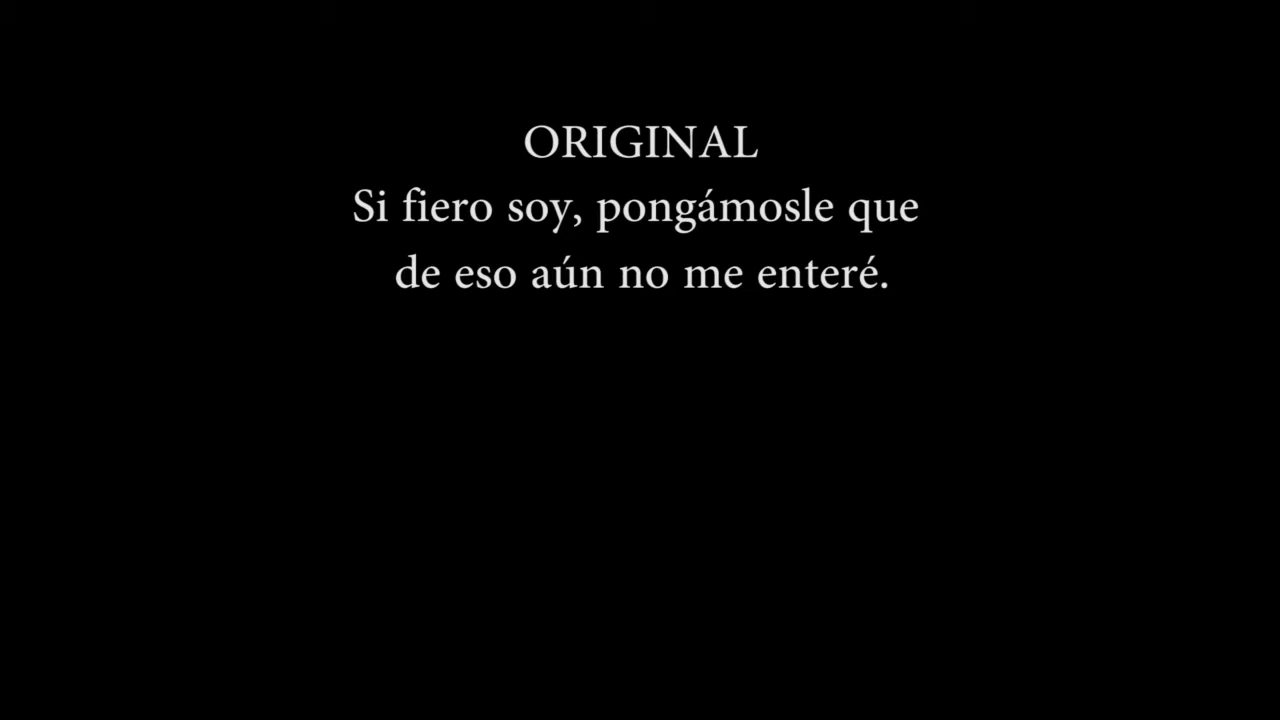 ORIGINAL
Si fiero soy, pongámosle que
de eso aún no me enteré.